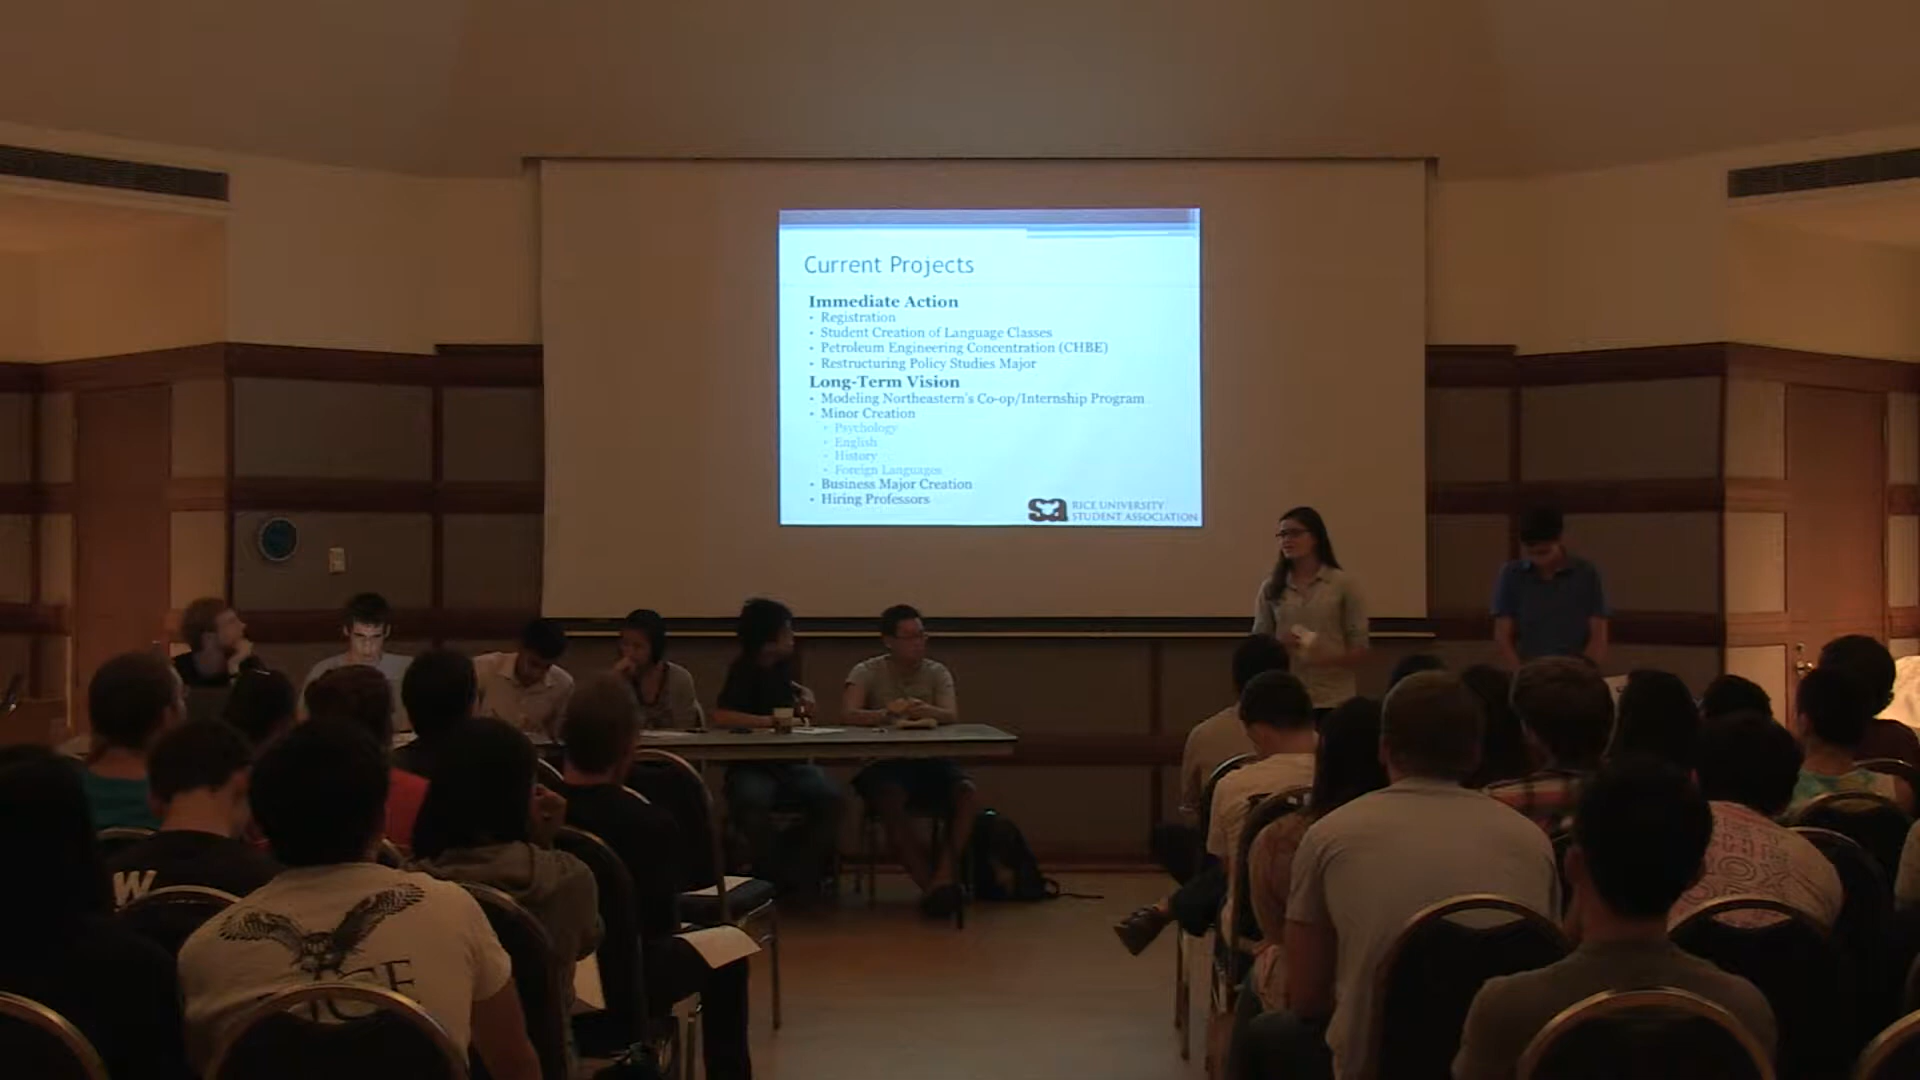 Current Projects
Immediate Action
• Registration
• Student Creation of Language Classes
• Petroleum Engineering Concentration (CHBE)
• Restructuring Policy Studies Major
Long-Term Vision
• Modeling Northeastern's Co-op/Internship Program
• Minor Creation
• Psychology
• English
• History
• Foreign Languages
• Business Major Creation
• Hiring Professors
sa RICE UNIVERSITY
STUDENT ASSOCIATION
W